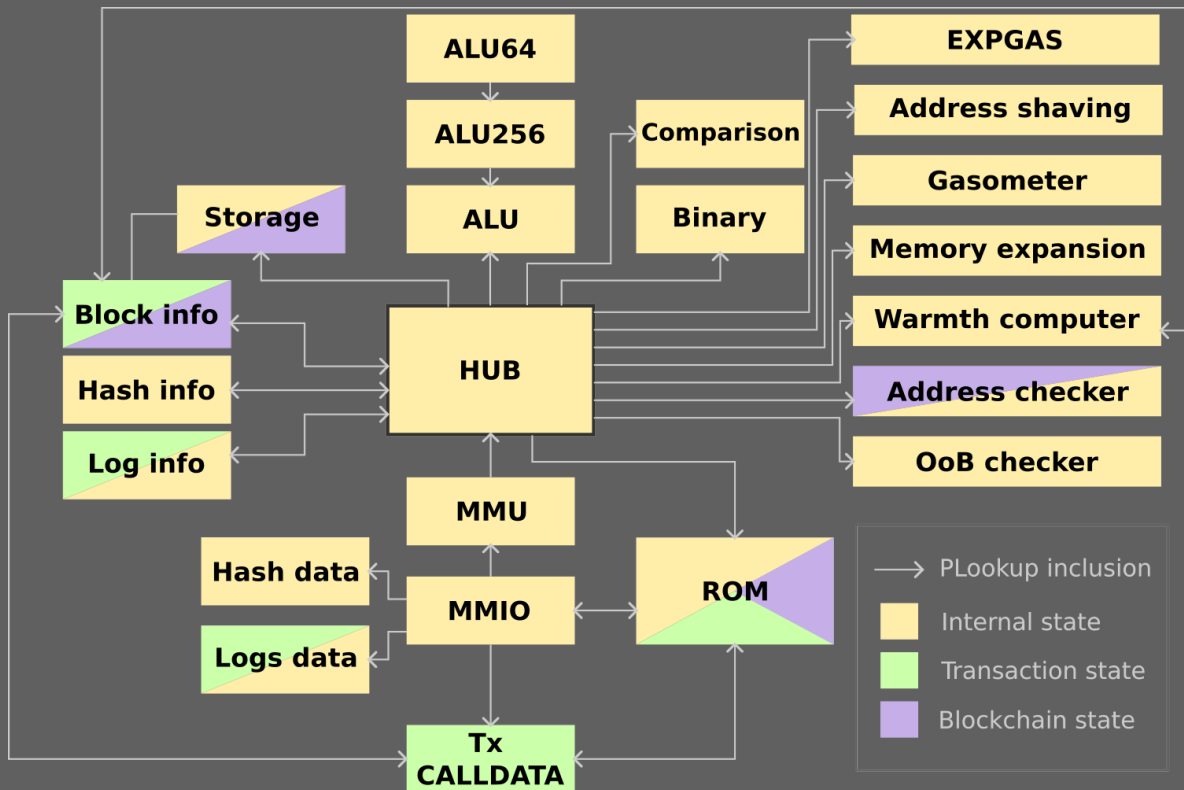 ALU64
EXPGAS
Address shaving
ALU256
Comparison
Gasometer
Storage
ALU
Binary
Memory expansion
Block info
Warmth computer
HUB
Hash info
Address checker
Log info
OoB checker
MMU
Hash data
PLookup inclusion
ROM
MMIO
Internal state
Logs data
Transaction state
Blockchain state
Tx
CALLDATA